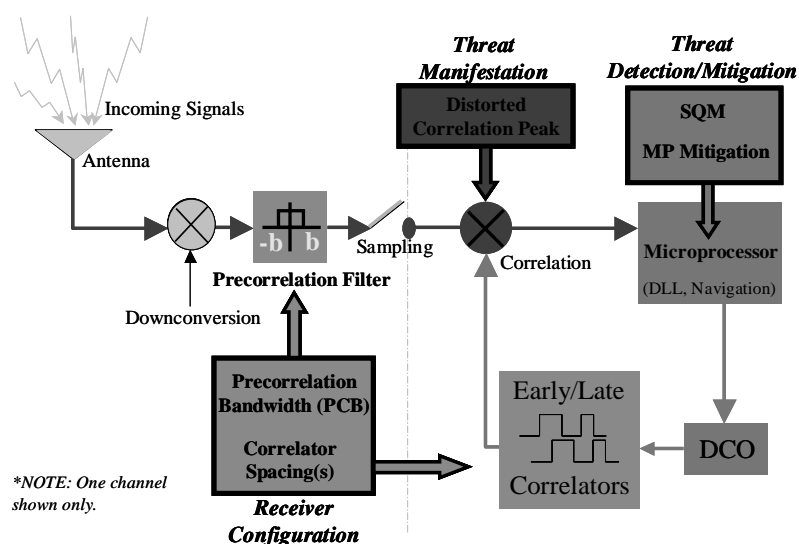 Threat
Manifestation
Threat
Detection/Mitigation
Incoming Signals
Antenna
Distorted
Correlation Peak
SQM
MP Mitigation
-b b
Sampling
Correlation
Microprocessor
(DLL, Navigation)
Precorrelation Filter
Downconversion
Precorrelation
Bandwidth (PCB)
Correlator
Spacing(s)
Early/Late
Correlators
DCO
*NOTE: One channel
shown only.
Receiver
Configuration